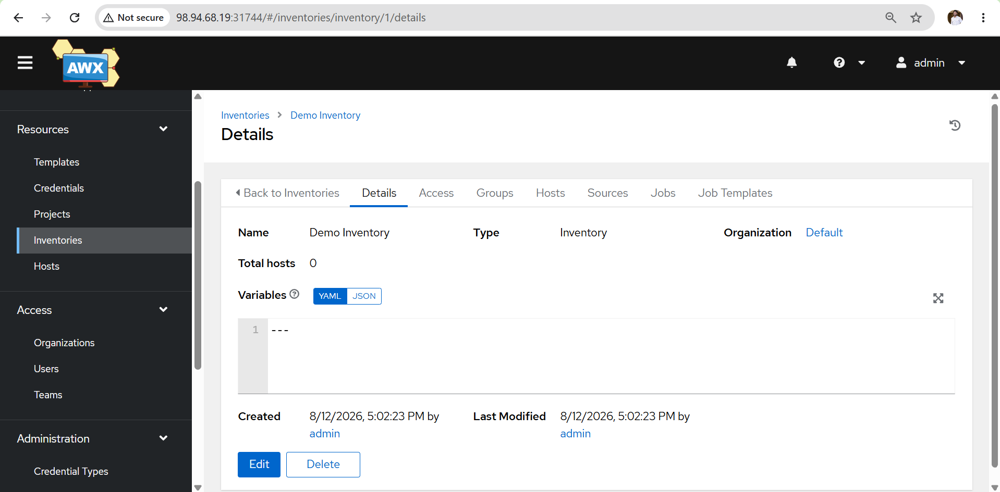 Not secure
98.94.68.19:31744/#/inventories/inventory/1/details
AWX
admin
Resources
Templates
Credentials
Projects
Inventories
Hosts
Access
Organizations
Users
Teams
Administration
Credential Types
Inventories > Demo Inventory
Details
Back to Inventories Details Access Groups Hosts Sources Jobs Job Templates
Name Demo Inventory Type Inventory Organization Default
Total hosts 0
Variables YAML JSON
1 ---
Created 8/12/2026, 5:02:23 PM by admin
Last Modified 8/12/2026, 5:02:23 PM by admin
Edit Delete